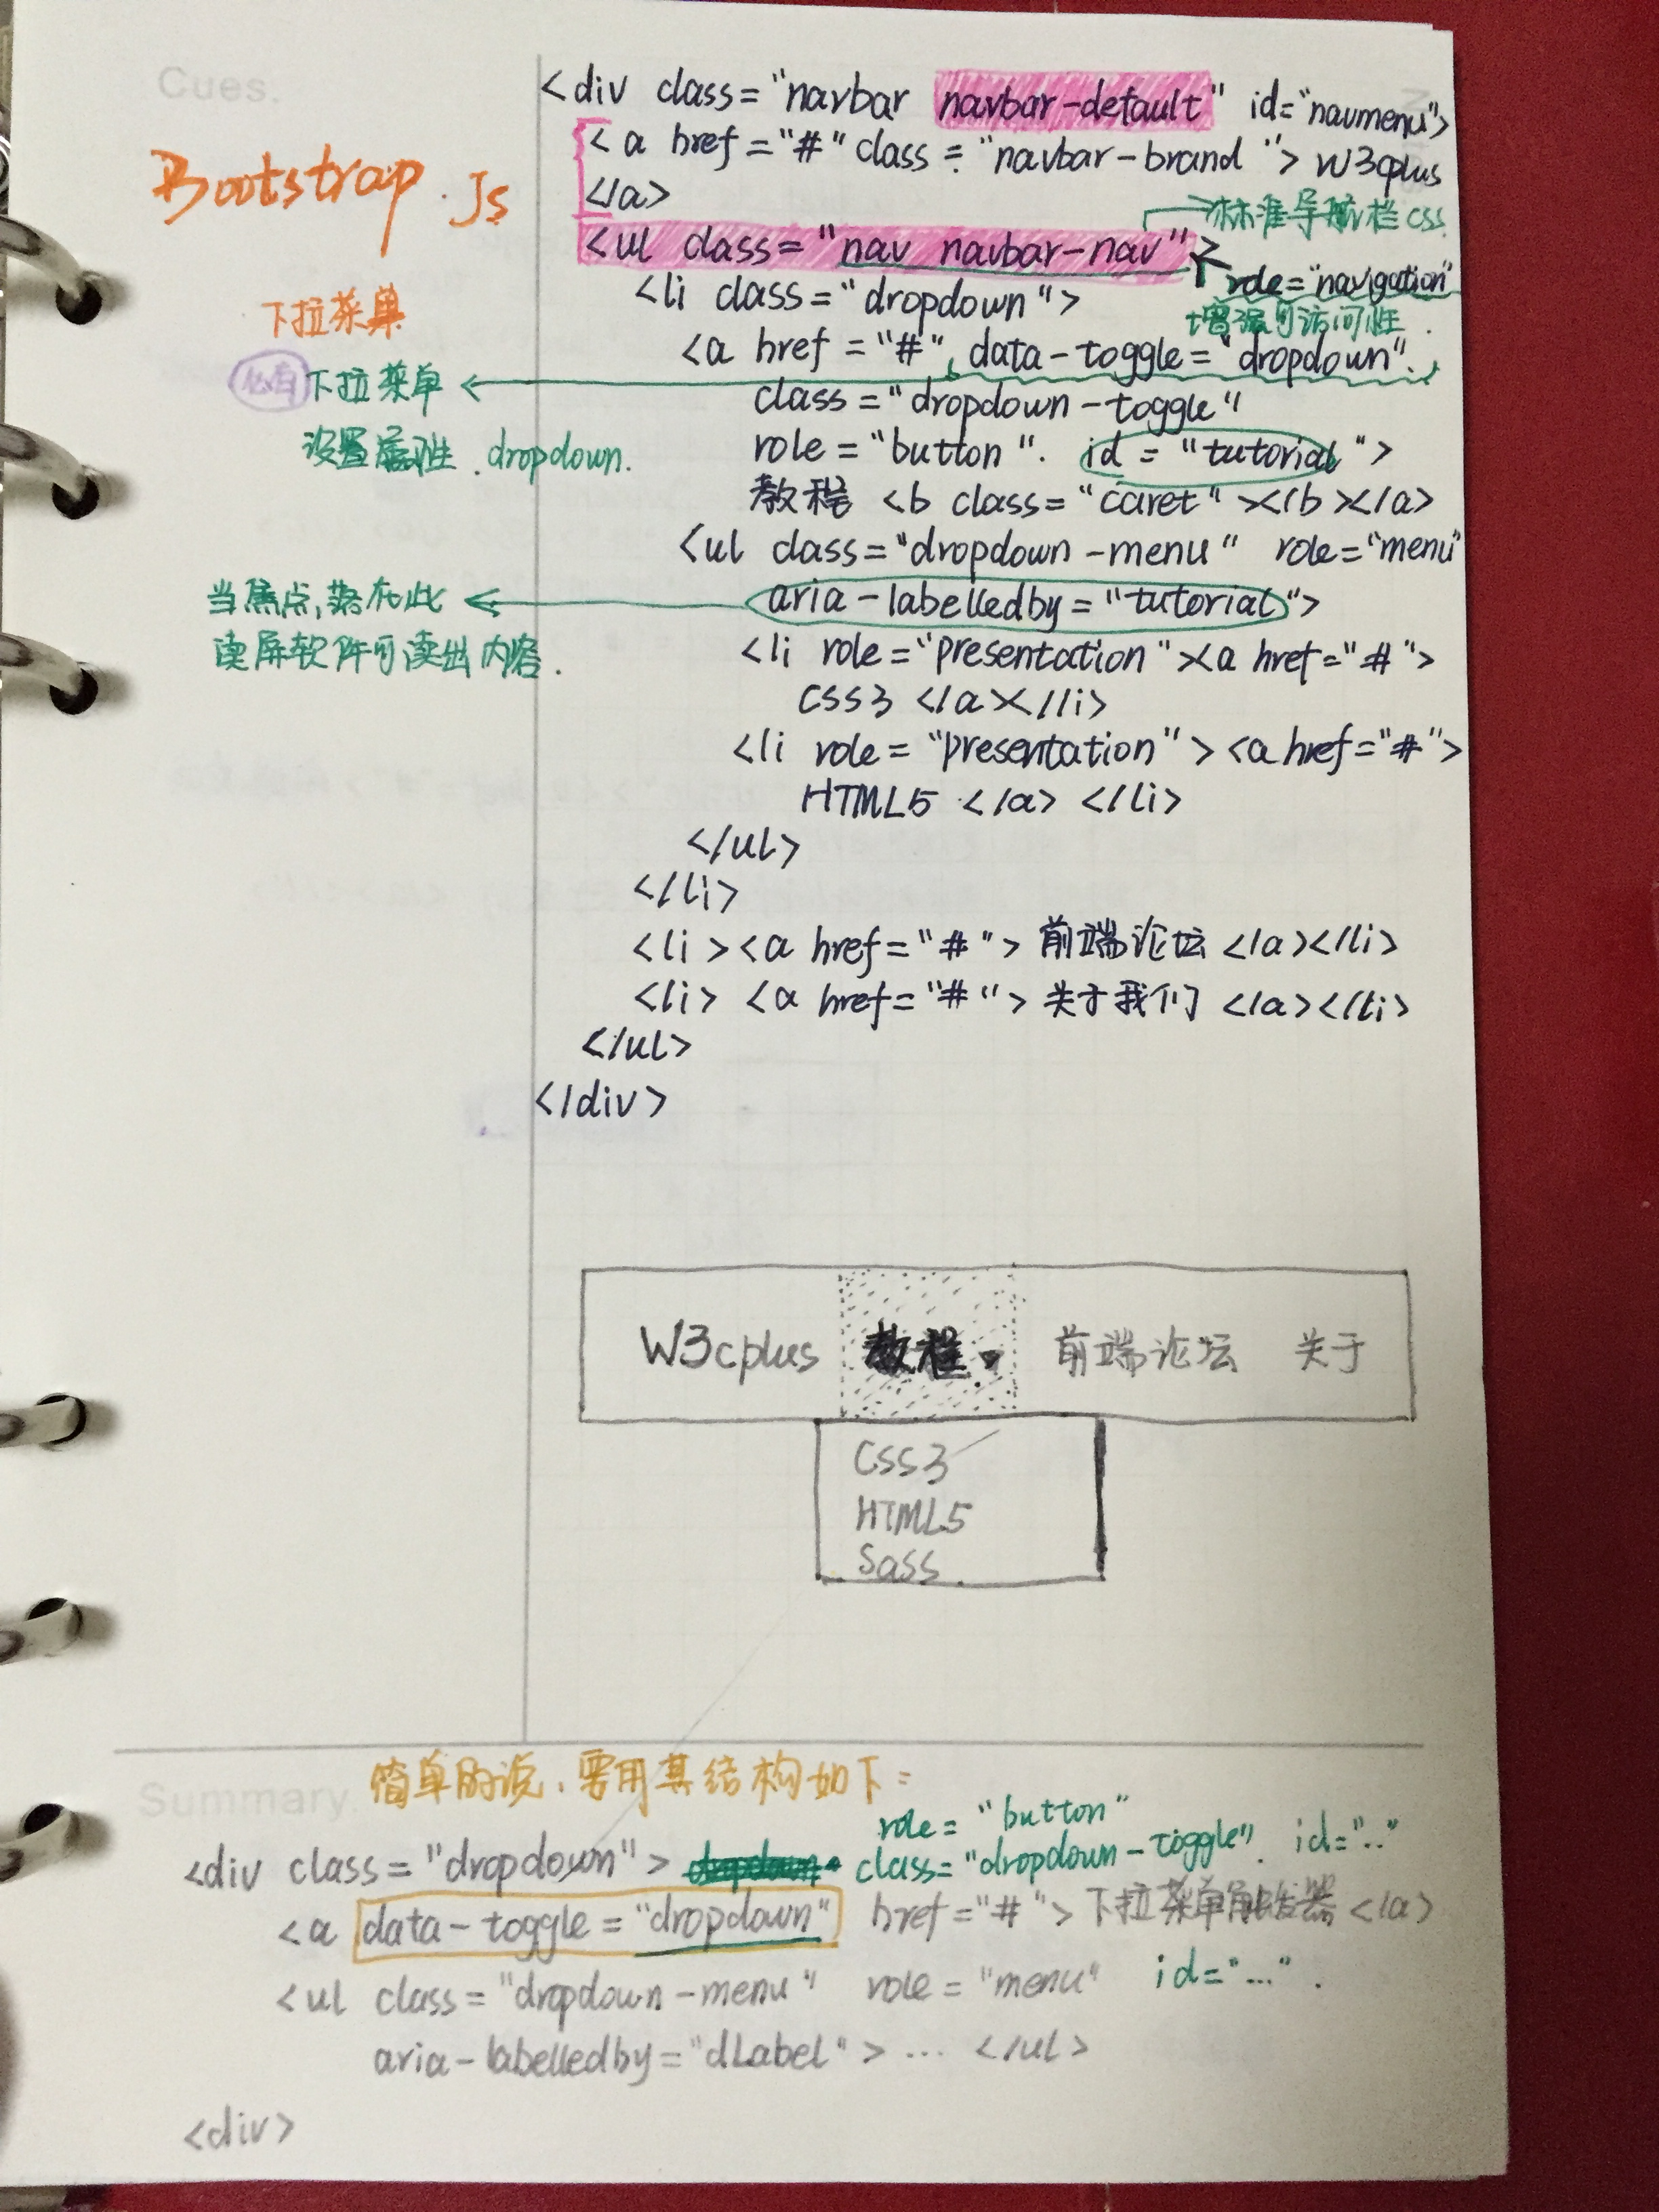 Cues.
Bootstrap.Js
下拉菜单
下拉菜单
设置属性.dropdown.
当焦点,落在此
读屏软件可读出内容.
<div class="navbar navbar-default" id="navmenu">
<a href="#" class="navbar-brand"> W3cplus
</a>
标准导航栏css
<ul class="nav navbar-nav">
role="navigation"
<li class="dropdown">
增强可访问性.
<a href="#", data-toggle="dropdown".
class="dropdown-toggle"
role="button". id="tutorial">
教程 <b class="caret"></b></a>
<ul class="dropdown-menu" role="menu"
aria-labelledby="tutorial">
<li role="presentation"><a href="#">
CSS3 </a></li>
<li role="presentation"><a href="#">
HTML5 </a></li>
</ul>
</li>
<li><a href="#">前端论坛</a></li>
<li><a href="#">关于我们</a></li>
</ul>
</div>
W3cplus 教程 前端论坛 关于
CSS3
HTML5
Sass
Summary.
简单的说,要用其结构如下:
role="button"
<div class="dropdown"> class="dropdown-toggle". id=".."
<a data-toggle="dropdown" href="#">下拉菜单触发器</a>
<ul class="dropdown-menu" role="menu" id="...".
aria-labelledby="dLabel">...</ul>
<div>